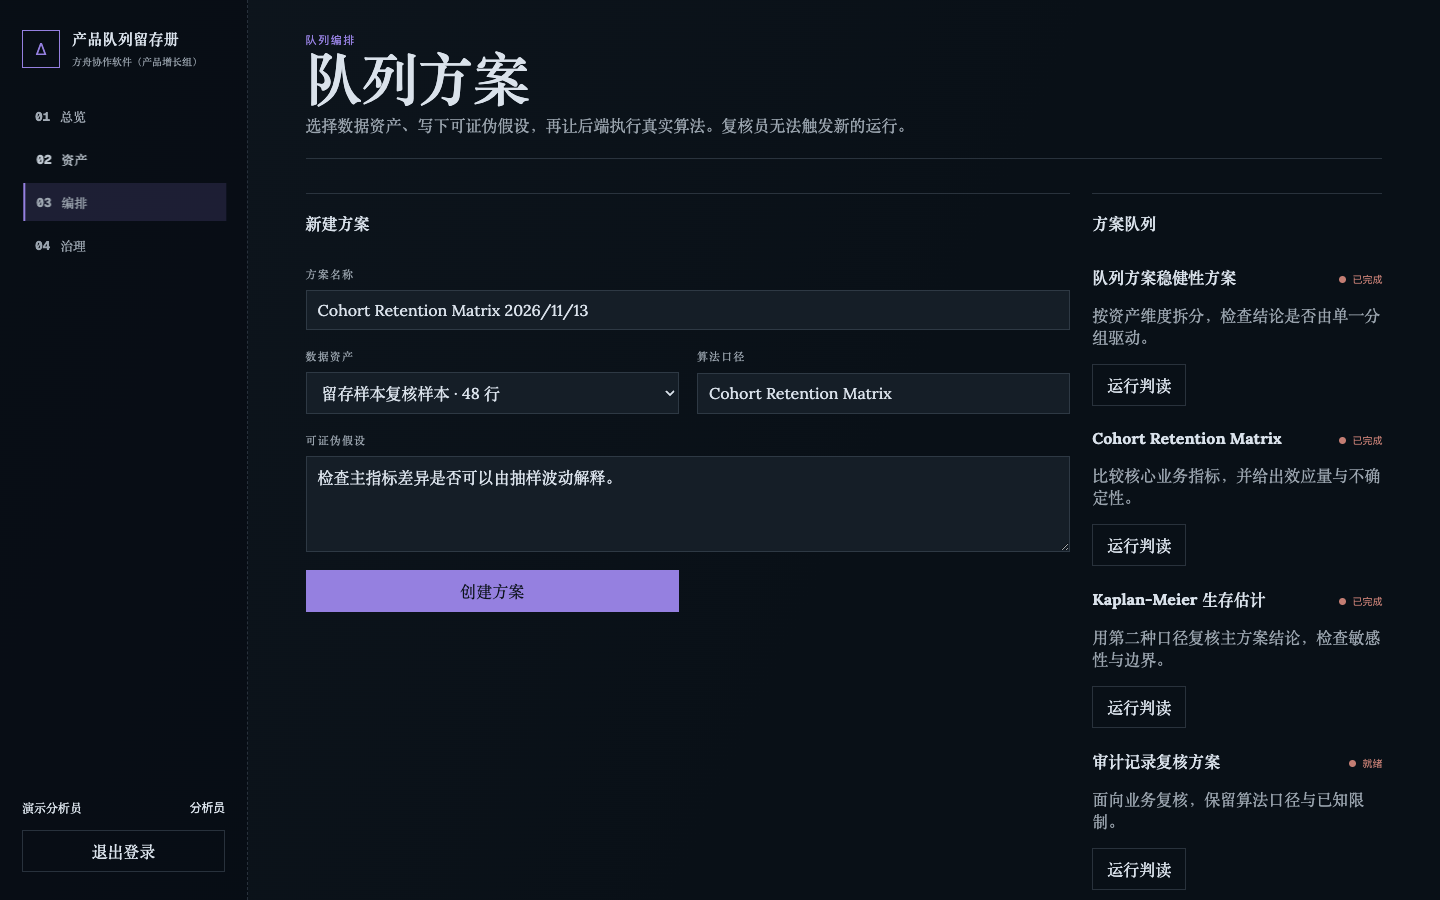 Δ
产品队列留存册
方舟协作软件（产品增长组）
01 总览
02 资产
03 编排
04 治理
演示分析员 分析员
退出登录
队列编排
队列方案
选择数据资产、写下可证伪假设，再让后端执行真实算法。复核员无法触发新的运行。
新建方案
方案名称
Cohort Retention Matrix 2026/11/13
数据资产 算法口径
留存样本复核样本 · 48 行 Cohort Retention Matrix
可证伪假设
检查主指标差异是否可以由抽样波动解释。
创建方案
方案队列
队列方案稳健性方案 已完成
按资产维度拆分，检查结论是否由单一分
组驱动。
运行判读
Cohort Retention Matrix 已完成
比较核心业务指标，并给出效应量与不确
定性。
运行判读
Kaplan-Meier 生存估计 已完成
用第二种口径复核主方案结论，检查敏感
性与边界。
运行判读
审计记录复核方案 就绪
面向业务复核，保留算法口径与已知限
制。
运行判读